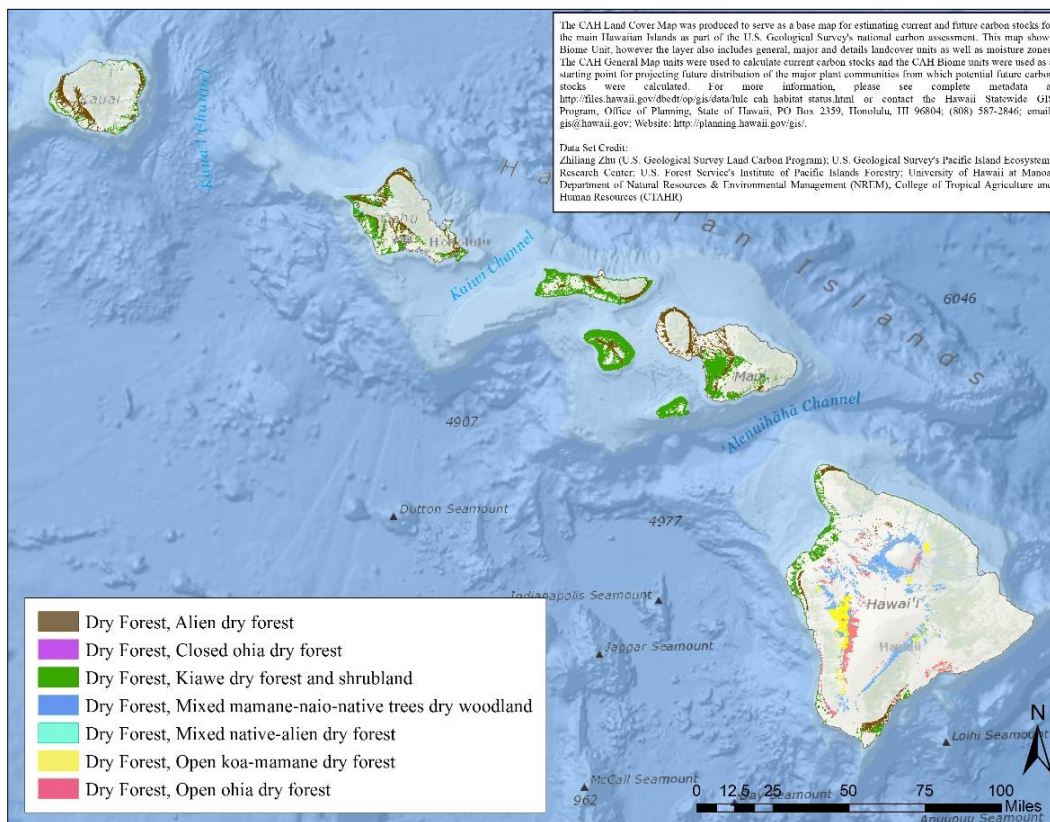 The CAH Land Cover Map was produced to serve as a base map for estimating current and future carbon stocks fo
the main Hawaiian Islands as part of the U.S. Geological Survey's national carbon assessment. This map show
Biome Unit, however the layer also includes general, major and details landcover units as well as moisture zones
The CAH General Map units were used to calculate current carbon stocks and the CAH Biome units were used as
starting point for projecting future distribution of the major plant communities from which potential future carbon
stocks were calculated. For more information, please see complete metadata a
http://files.hawaii.gov/dbedt/op/gis/data/lulc_cah_habitat_status.html or contact the Hawaii Statewide GIS
Program, Office of Planning, State of Hawaii, PO Box 2359, Honolulu, HI 96804; (808) 587-2846; email
gis@hawaii.gov; Website: http://planning.hawaii.gov/gis/.
Data Set Credit:
Zhiliang Zhu (U.S. Geological Survey Land Carbon Program); U.S. Geological Survey's Pacific Island Ecosystem
Research Center; U.S. Forest Service's Institute of Pacific Islands Forestry; University of Hawaii at Manoa
Department of Natural Resources & Environmental Management (NREM), College of Tropical Agriculture and
Human Resources (CTAHR)
Kauai
Kaua'i Channel
Oahu
Honolulu
Kaiwi Channel
Islands
6046
Maui
4907
'Alenuihāhā Channel
Dutton Seamount
4977
Indianapolis Seamount
Hawai'i
Jaggar Seamount
Hawaii
Loihi Seamount
McCall Seamount
962
Day Seamount
Apuupuu Seamount
Dry Forest, Alien dry forest
Dry Forest, Closed ohia dry forest
Dry Forest, Kiawe dry forest and shrubland
Dry Forest, Mixed mamane-naio-native trees dry woodland
Dry Forest, Mixed native-alien dry forest
Dry Forest, Open koa-mamane dry forest
Dry Forest, Open ohia dry forest
N
0 12.5 25 50 75 100
Miles